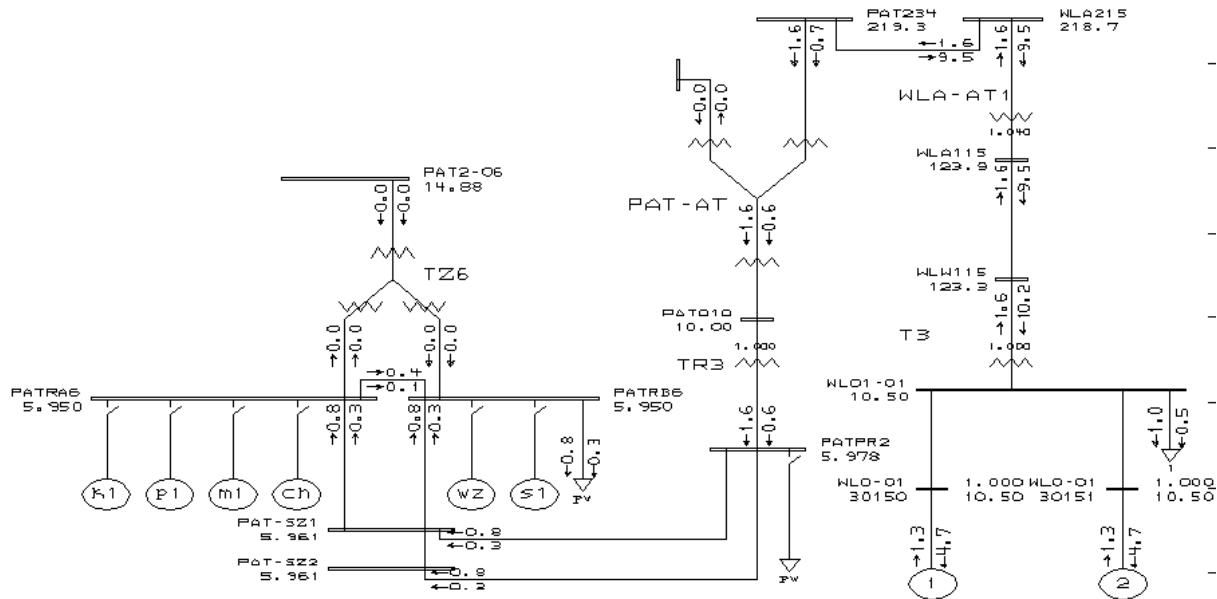 PAT234
219.3
WLA215
218.7
1.6
0.7
1.6
9.5
1.6
9.5
0.0
0.0
WLA-AT1
1.040
WLA115
123.9
1.6
9.5
PAT2-06
14.88
0.0
0.0
PAT-AT
1.6
0.6
TZ6
WLW115
123.3
1.6
10.2
PAT010
10.00
1.000
TR3
T3
1.000
0.0
0.0
0.0
0.0
0.4
0.1
PATRA6
5.950
PATRB6
5.950
WLO1-01
10.50
0.8
0.3
0.8
0.3
0.8
0.3
1.6
0.6
PATPR2
5.978
1.0
0.5
1
k1
p1
m1
ch
wz
s1
PW
WLO-01
30150
1.000
10.50
WLO-01
30151
1.000
10.50
PAT-SZ1
5.961
0.8
0.3
PAT-SZ2
5.961
0.8
0.2
PW
1.3
4.7
1.3
4.7
1
2